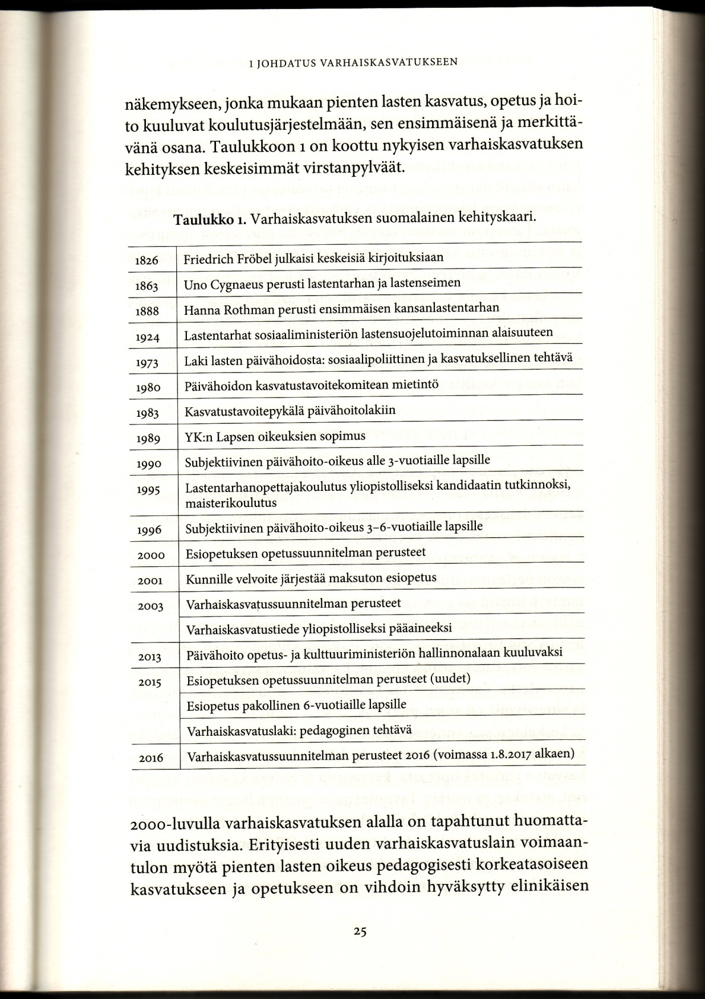 1 JOHDATUS VARHAISKASVATUKSEEN
näkemykseen, jonka mukaan pienten lasten kasvatus, opetus ja hoi-
to kuuluvat koulutusjärjestelmään, sen ensimmäisenä ja merkittä-
vänä osana. Taulukkoon 1 on koottu nykyisen varhaiskasvatuksen
kehityksen keskeisimmät virstanpylväät.
Taulukko 1. Varhaiskasvatuksen suomalainen kehityskaari.
1826 Friedrich Fröbel julkaisi keskeisiä kirjoituksiaan
1863 Uno Cygnaeus perusti lastentarhan ja lastenseimen
1888 Hanna Rothman perusti ensimmäisen kansanlastentarhan
1924 Lastentarhat sosiaaliministeriön lastensuojelutoiminnan alaisuuteen
1973 Laki lasten päivähoidosta: sosiaalipoliittinen ja kasvatuksellinen tehtävä
1980 Päivähoidon kasvatustavoitekomitean mietintö
1983 Kasvatustavoitepykälä päivähoitolakiin
1989 YK:n Lapsen oikeuksien sopimus
1990 Subjektiivinen päivähoito-oikeus alle 3-vuotiaille lapsille
1995 Lastentarhanopettajakoulutus yliopistolliseksi kandidaatin tutkinnoksi,
maisterikoulutus
1996 Subjektiivinen päivähoito-oikeus 3–6-vuotiaille lapsille
2000 Esiopetuksen opetussuunnitelman perusteet
2001 Kunnille velvoite järjestää maksuton esiopetus
2003 Varhaiskasvatussuunnitelman perusteet
Varhaiskasvatustiede yliopistolliseksi pääaineeksi
2013 Päivähoito opetus- ja kulttuuriministeriön hallinnonalaan kuuluvaksi
2015 Esiopetuksen opetussuunnitelman perusteet (uudet)
Esiopetus pakollinen 6-vuotiaille lapsille
Varhaiskasvatuslaki: pedagoginen tehtävä
2016 Varhaiskasvatussuunnitelman perusteet 2016 (voimassa 1.8.2017 alkaen)
2000-luvulla varhaiskasvatuksen alalla on tapahtunut huomatta-
via uudistuksia. Erityisesti uuden varhaiskasvatuslain voimaan-
tulon myötä pienten lasten oikeus pedagogisesti korkeatasoiseen
kasvatukseen ja opetukseen on vihdoin hyväksytty elinikäisen
25